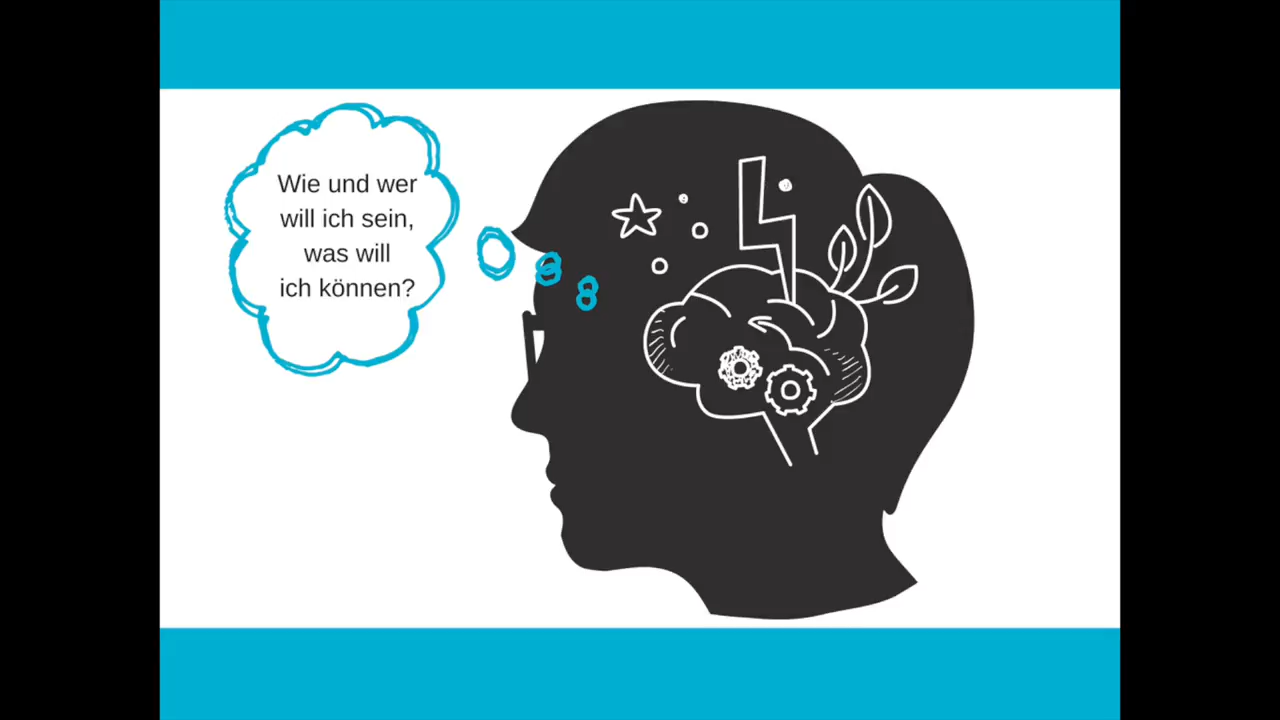 Wie und wer
will ich sein,
was will
ich können?